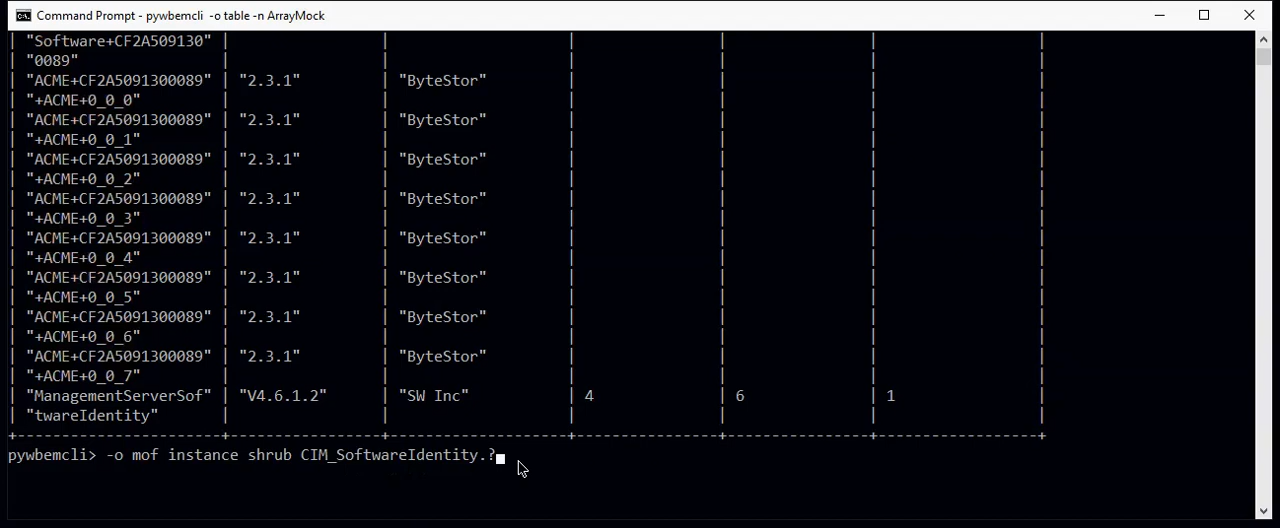 Command Prompt - pywbemcli -o table -n ArrayMock
| "Software+CF2A509130" | | | | | |
| "0089" | | | | | |
| "ACME+CF2A5091300089" | "2.3.1" | "ByteStor" | | | |
| "+ACME+0_0_0" | | | | | |
| "ACME+CF2A5091300089" | "2.3.1" | "ByteStor" | | | |
| "+ACME+0_0_1" | | | | | |
| "ACME+CF2A5091300089" | "2.3.1" | "ByteStor" | | | |
| "+ACME+0_0_2" | | | | | |
| "ACME+CF2A5091300089" | "2.3.1" | "ByteStor" | | | |
| "+ACME+0_0_3" | | | | | |
| "ACME+CF2A5091300089" | "2.3.1" | "ByteStor" | | | |
| "+ACME+0_0_4" | | | | | |
| "ACME+CF2A5091300089" | "2.3.1" | "ByteStor" | | | |
| "+ACME+0_0_5" | | | | | |
| "ACME+CF2A5091300089" | "2.3.1" | "ByteStor" | | | |
| "+ACME+0_0_6" | | | | | |
| "ACME+CF2A5091300089" | "2.3.1" | "ByteStor" | | | |
| "+ACME+0_0_7" | | | | | |
| "ManagementServerSof" | "V4.6.1.2" | "SW Inc" | 4 | 6 | 1 |
| "twareIdentity" | | | | | |
+-----------------------+-----------------+--------------------+----------------+----------------+------------------+
pywbemcli> -o mof instance shrub CIM_SoftwareIdentity.?